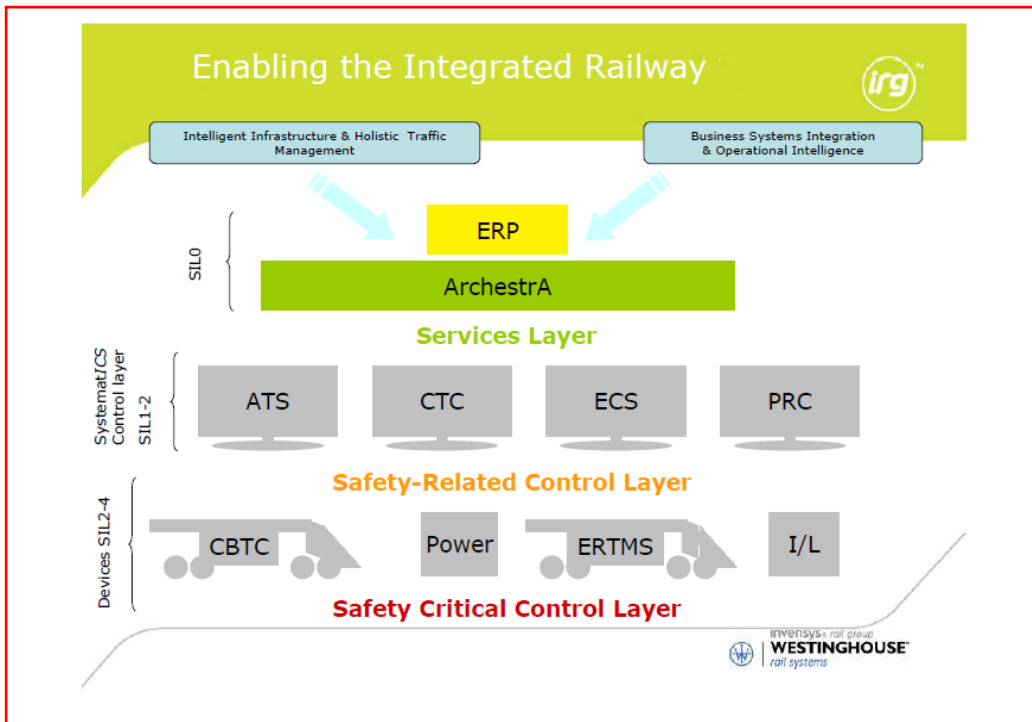 Enabling the Integrated Railway
irg
TM
Intelligent Infrastructure & Holistic Traffic
Management
Business Systems Integration
& Operational Intelligence
SIL0
ERP
ArchestrA
Services Layer
SystematICS
Control layer
SIL1-2
ATS
CTC
ECS
PRC
Safety-Related Control Layer
Devices SIL2-4
CBTC
Power
ERTMS
I/L
Safety Critical Control Layer
invensys rail group
WESTINGHOUSE
rail systems